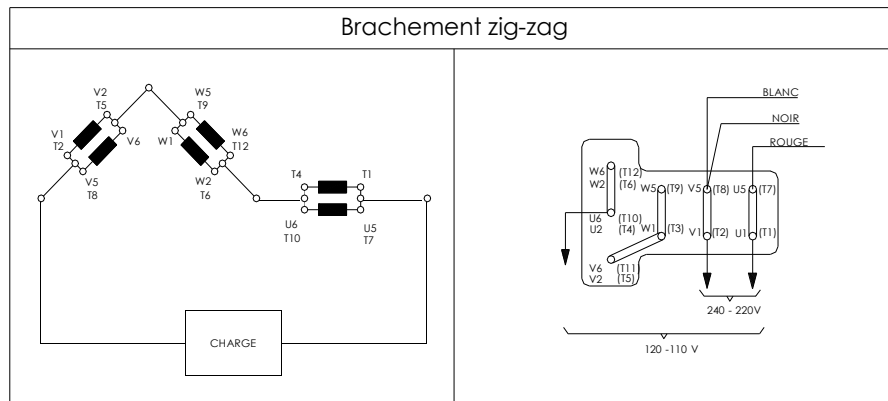 Brachement zig-zag
V2
T5
V1
T2
V6
V5
T8
W5
T9
W1
W6
T12
W2
T6
T4
T1
U6
T10
U5
T7
CHARGE
BLANC
NOIR
ROUGE
W6 (T12)
W2 (T6)
W5 (T9)
V5 (T8)
U5 (T7)
U6 (T10)
U2 (T4)
W1 (T3)
V1 (T2)
U1 (T1)
V6 (T11)
V2 (T5)
240 - 220V
120 -110 V